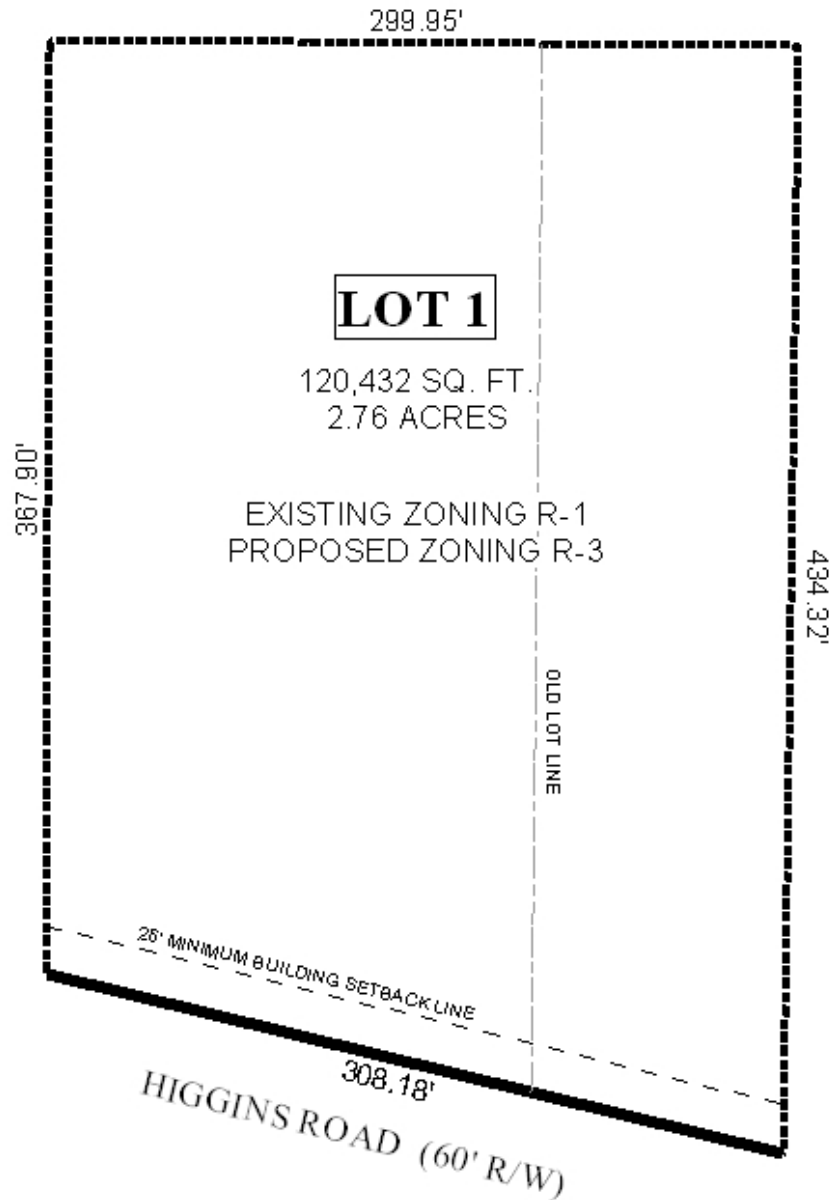 299.95'
LOT 1
120,432 SQ. FT.
2.76 ACRES
EXISTING ZONING R-1
PROPOSED ZONING R-3
367.90'
434.32'
OLD LOT LINE
25' MINIMUM BUILDING SETBACK LINE
308.18'
HIGGINS ROAD (60' R/W)